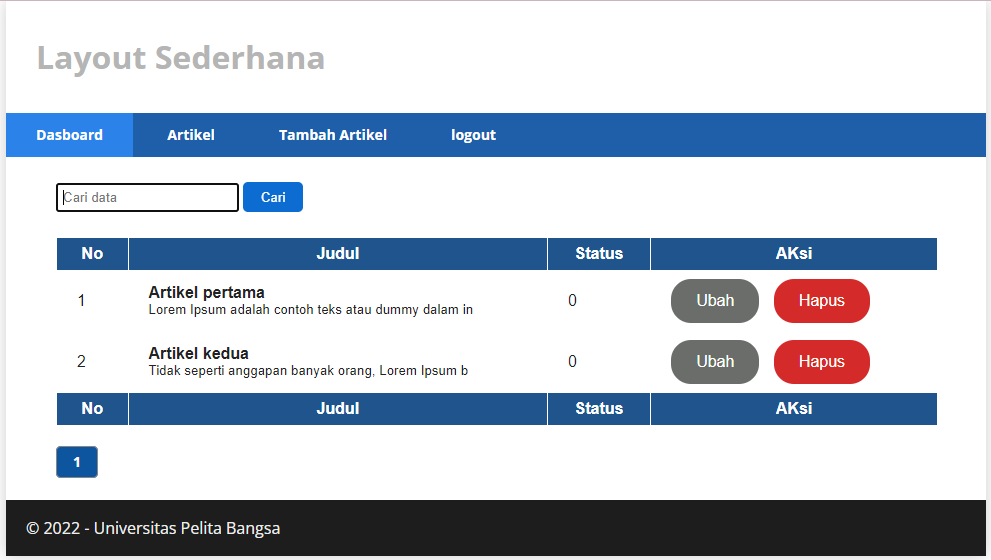 Layout Sederhana
Dasboard Artikel Tambah Artikel logout
Cari data Cari
No Judul Status AKsi
1 Artikel pertama 0 Ubah Hapus
Lorem Ipsum adalah contoh teks atau dummy dalam in
2 Artikel kedua 0 Ubah Hapus
Tidak seperti anggapan banyak orang, Lorem Ipsum b
No Judul Status AKsi
1
© 2022 - Universitas Pelita Bangsa